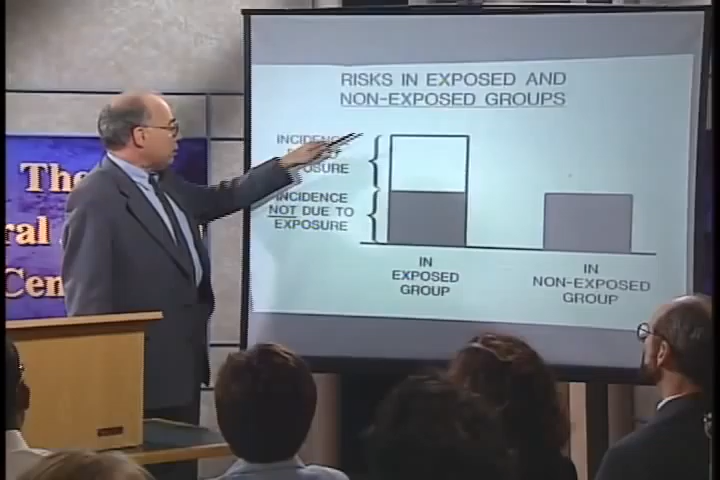 The
ral
Cen
RISKS IN EXPOSED AND
NON-EXPOSED GROUPS
EXPOSURE
INCIDENCE
NOT DUE TO
EXPOSURE
IN
EXPOSED
GROUP
IN
NON-EXPOSED
GROUP